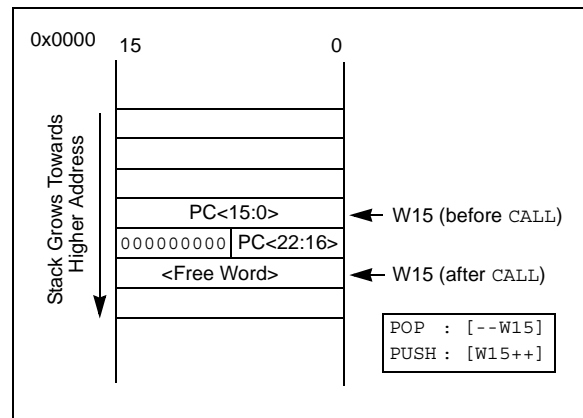 0x0000
15 0
Stack Grows Towards
Higher Address
PC<15:0>
W15 (before CALL)
000000000 PC<22:16>
<Free Word>
W15 (after CALL)
POP : [--W15]
PUSH : [W15++]